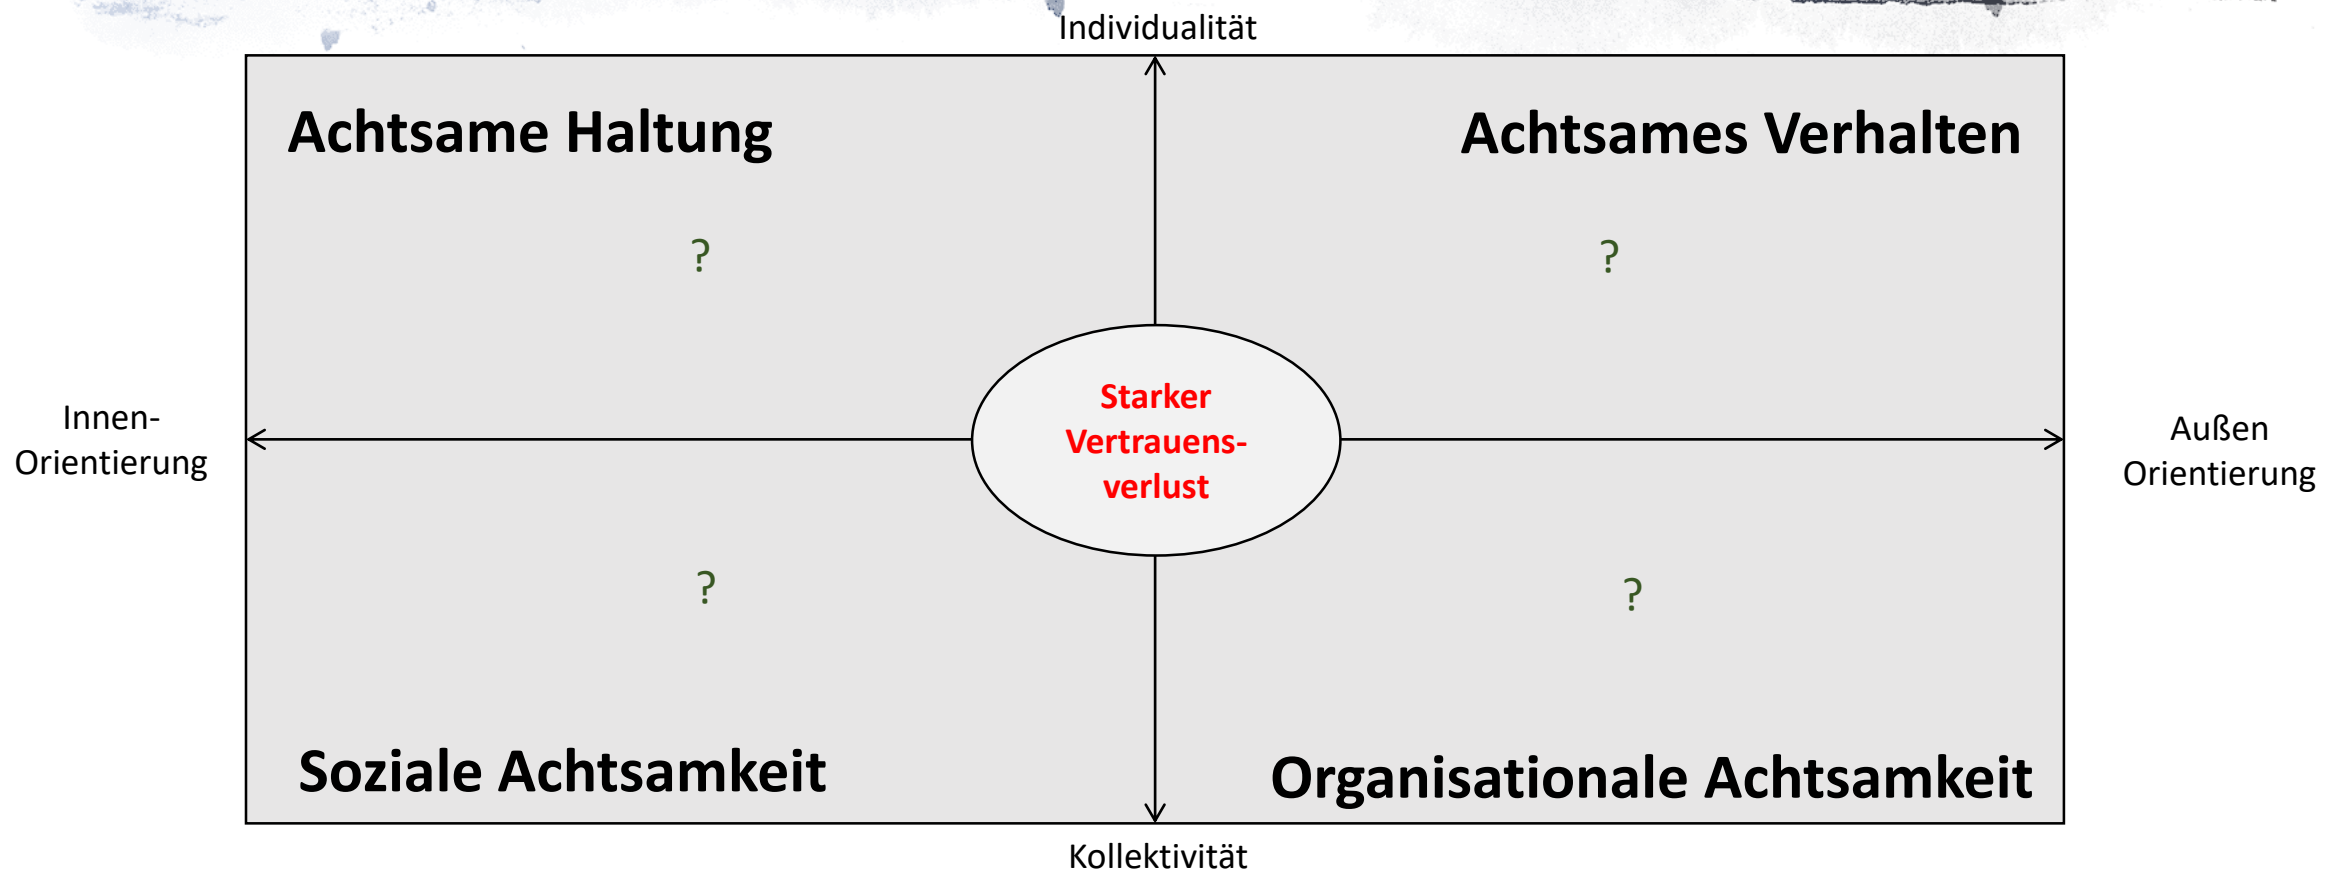 Individualität
Achtsame Haltung
Achtsames Verhalten
?
?
Innen-
Orientierung
Starker
Vertrauens-
verlust
Außen
Orientierung
?
?
Soziale Achtsamkeit
Organisationale Achtsamkeit
Kollektivität